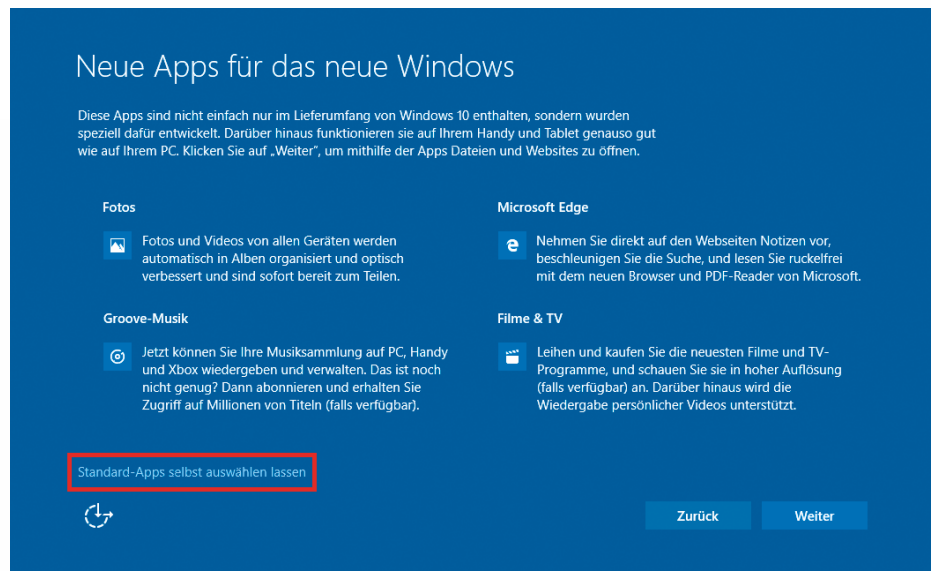 Neue Apps für das neue Windows
Diese Apps sind nicht einfach nur im Lieferumfang von Windows 10 enthalten, sondern wurden
speziell dafür entwickelt. Darüber hinaus funktionieren sie auf Ihrem Handy und Tablet genauso gut
wie auf Ihrem PC. Klicken Sie auf „Weiter“, um mithilfe der Apps Dateien und Websites zu öffnen.
Fotos
Fotos und Videos von allen Geräten werden
automatisch in Alben organisiert und optisch
verbessert und sind sofort bereit zum Teilen.
Microsoft Edge
Nehmen Sie direkt auf den Webseiten Notizen vor,
beschleunigen Sie die Suche, und lesen Sie ruckelfrei
mit dem neuen Browser und PDF-Reader von Microsoft.
Groove-Musik
Jetzt können Sie Ihre Musiksammlung auf PC, Handy
und Xbox wiedergeben und verwalten. Das ist noch
nicht genug? Dann abonnieren und erhalten Sie
Zugriff auf Millionen von Titeln (falls verfügbar).
Filme & TV
Leihen und kaufen Sie die neuesten Filme und TV-
Programme, und schauen Sie sie in hoher Auflösung
(falls verfügbar) an. Darüber hinaus wird die
Wiedergabe persönlicher Videos unterstützt.
Standard-Apps selbst auswählen lassen
Zurück
Weiter